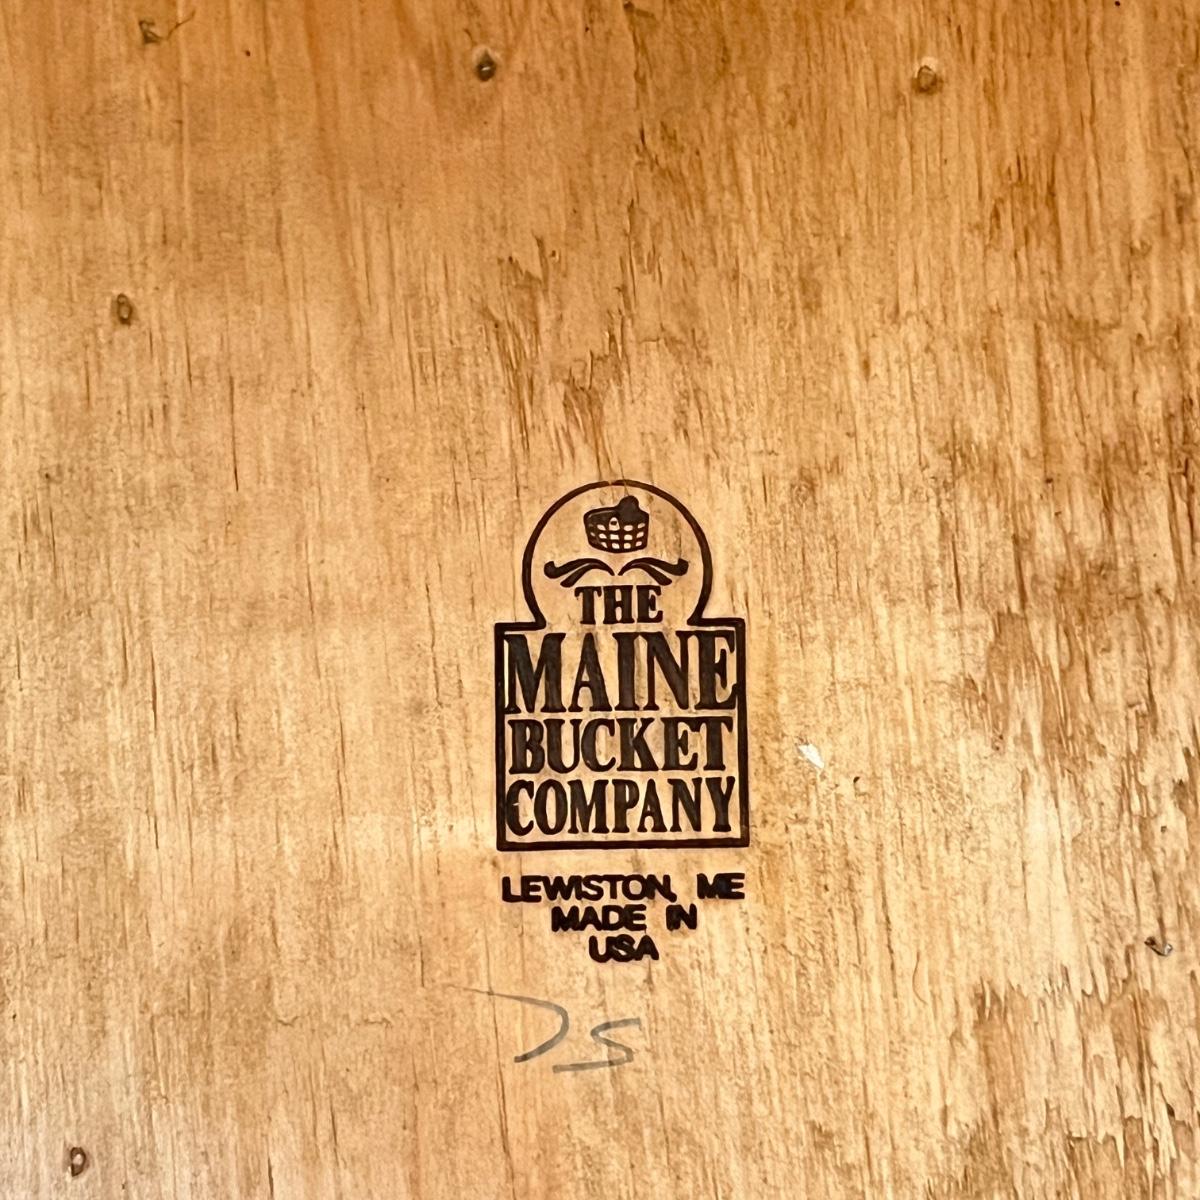 THE
MAINE
BUCKET
COMPANY
LEWISTON, ME
MADE IN
USA